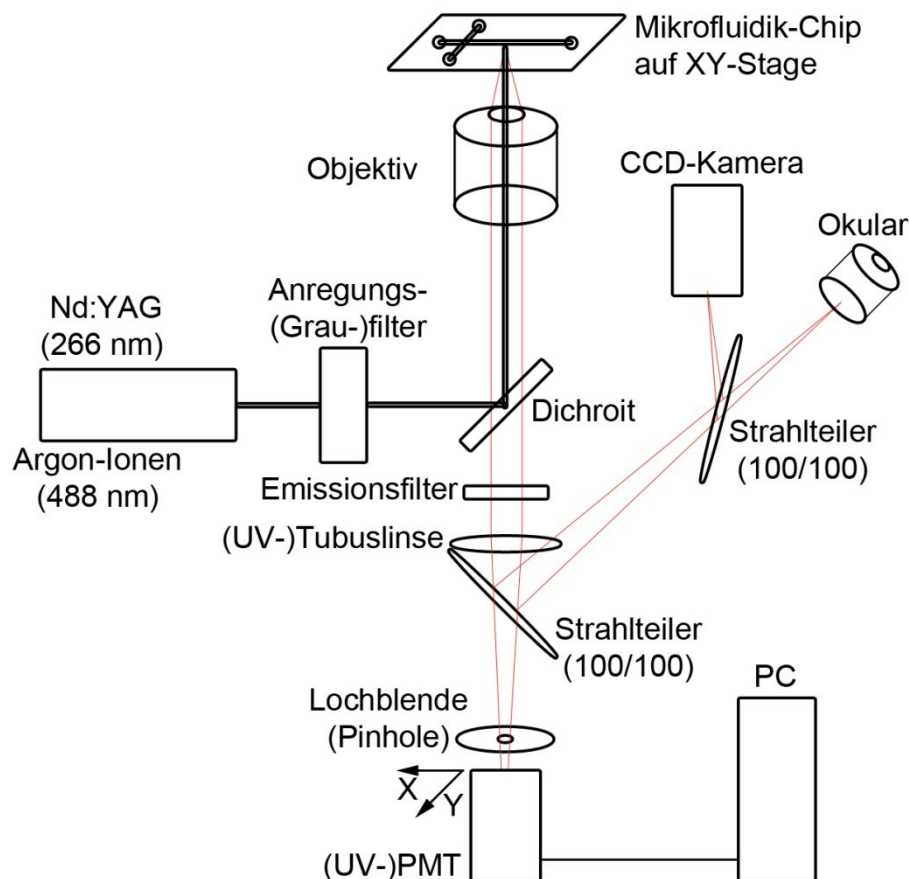 Mikrofluidik-Chip
auf XY-Stage
Objektiv
CCD-Kamera
Okular
Nd:YAG
(266 nm)
Anregungs-
(Grau-)filter
Argon-Ionen
(488 nm)
Dichroit
Strahlteiler
(100/100)
Emissionsfilter
(UV-)Tubuslinse
Strahlteiler
(100/100)
Lochblende
(Pinhole)
PC
X
Y
(UV-)PMT